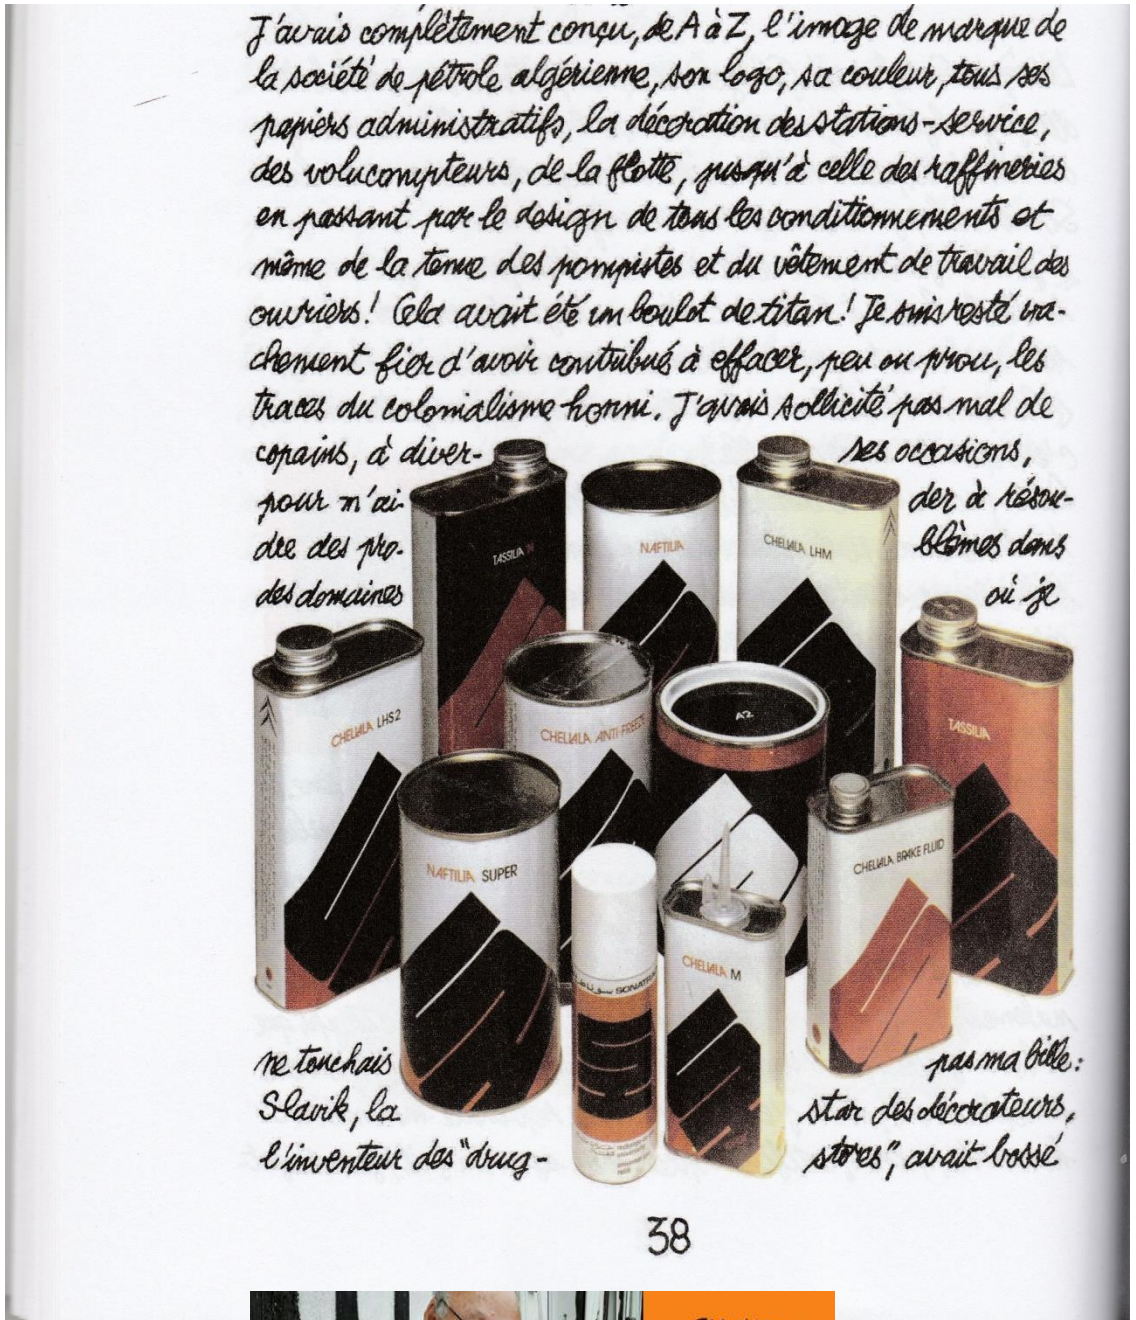 J'avais complètement conçu, de A à Z, l'image de marque de
la société de pétrole algérienne, son logo, sa couleur, tous ses
papiers administratifs, la décoration des stations-service,
des volucompteurs, de la flotte, jusqu'à celle des raffineries
en passant par le design de tous les conditionnements et
même de la tenue des pompistes et du vêtement de travail des
ouvriers! Cela avait été un boulot de titan! Je suis resté va-
chement fier d'avoir contribué à effacer, peu ou prou, les
traces du colonialisme honni. J'avais sollicité pas mal de
copains, à diver- ses occasions,
pour m'ai- der à résou-
dre des pro- blèmes dans
des domaines où je
TASSILIA
NAFTILIA
CHELIALA LHM
CHELIALA LHS2
CHELIALA ANTI-FREEZE
A2
TASSILIA
NAFTILIA SUPER
CHELIALA BRAKE FLUID
CHELIALA M
ne touchais pas ma bille:
Slavik, la star des décorateurs,
l'inventeur des "drug- stores", avait bossé
38